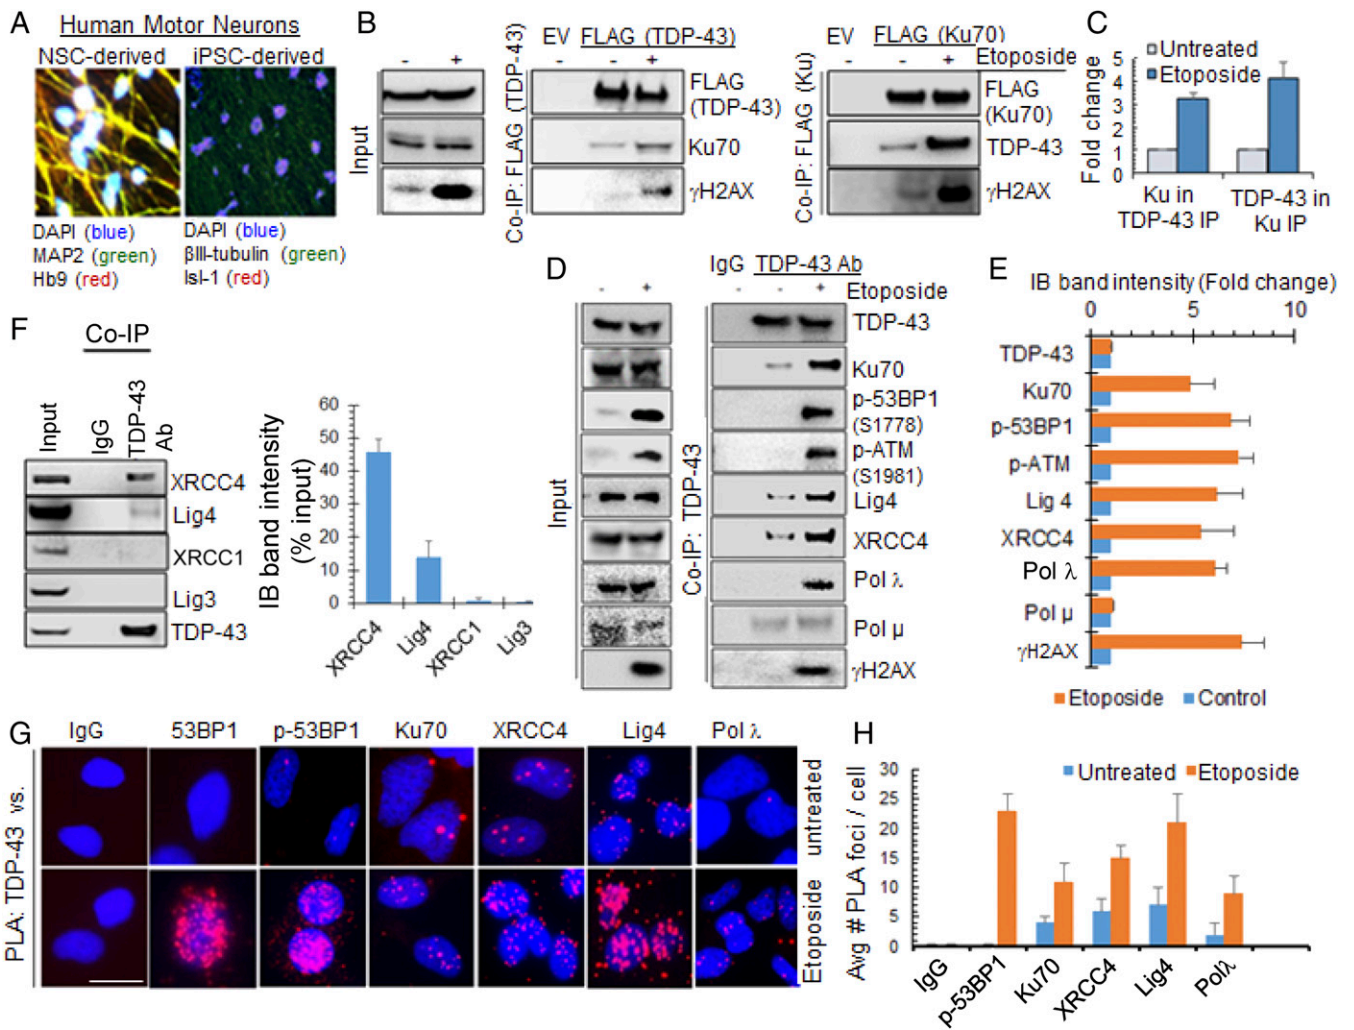 A
Human Motor Neurons
NSC-derived
iPSC-derived
DAPI (blue)
MAP2 (green)
Hb9 (red)
DAPI (blue)
βIII-tubulin (green)
Isl-1 (red)
B
- +
Input
Co-IP: FLAG (TDP-43)
EV FLAG (TDP-43)
- - +
FLAG
(TDP-43)
Ku70
γH2AX
Co-IP: FLAG (Ku)
EV FLAG (Ku70)
- - + Etoposide
FLAG
(Ku70)
TDP-43
γH2AX
C
Untreated
Etoposide
Fold change
5
4
3
2
1
0
Ku in
TDP-43 IP
TDP-43 in
Ku IP
D
IgG TDP-43 Ab
- + - - + Etoposide
Input
Co-IP: TDP-43
TDP-43
Ku70
p-53BP1
(S1778)
p-ATM
(S1981)
Lig4
XRCC4
Pol λ
Pol μ
γH2AX
E
IB band intensity (Fold change)
0 5 10
TDP-43
Ku70
p-53BP1
p-ATM
Lig 4
XRCC4
Pol λ
Pol μ
γH2AX
Etoposide Control
F
Co-IP
Input
IgG
TDP-43
Ab
XRCC4
Lig4
XRCC1
Lig3
TDP-43
IB band intensity
(% input)
60
50
40
30
20
10
0
XRCC4
Lig4
XRCC1
Lig3
G
IgG 53BP1 p-53BP1 Ku70 XRCC4 Lig4 Pol λ
PLA: TDP-43 vs.
untreated
Etoposide
H
Untreated Etoposide
Avg # PLA foci / cell
30
25
20
15
10
5
0
IgG
p-53BP1
Ku70
XRCC4
Lig4
Polλ